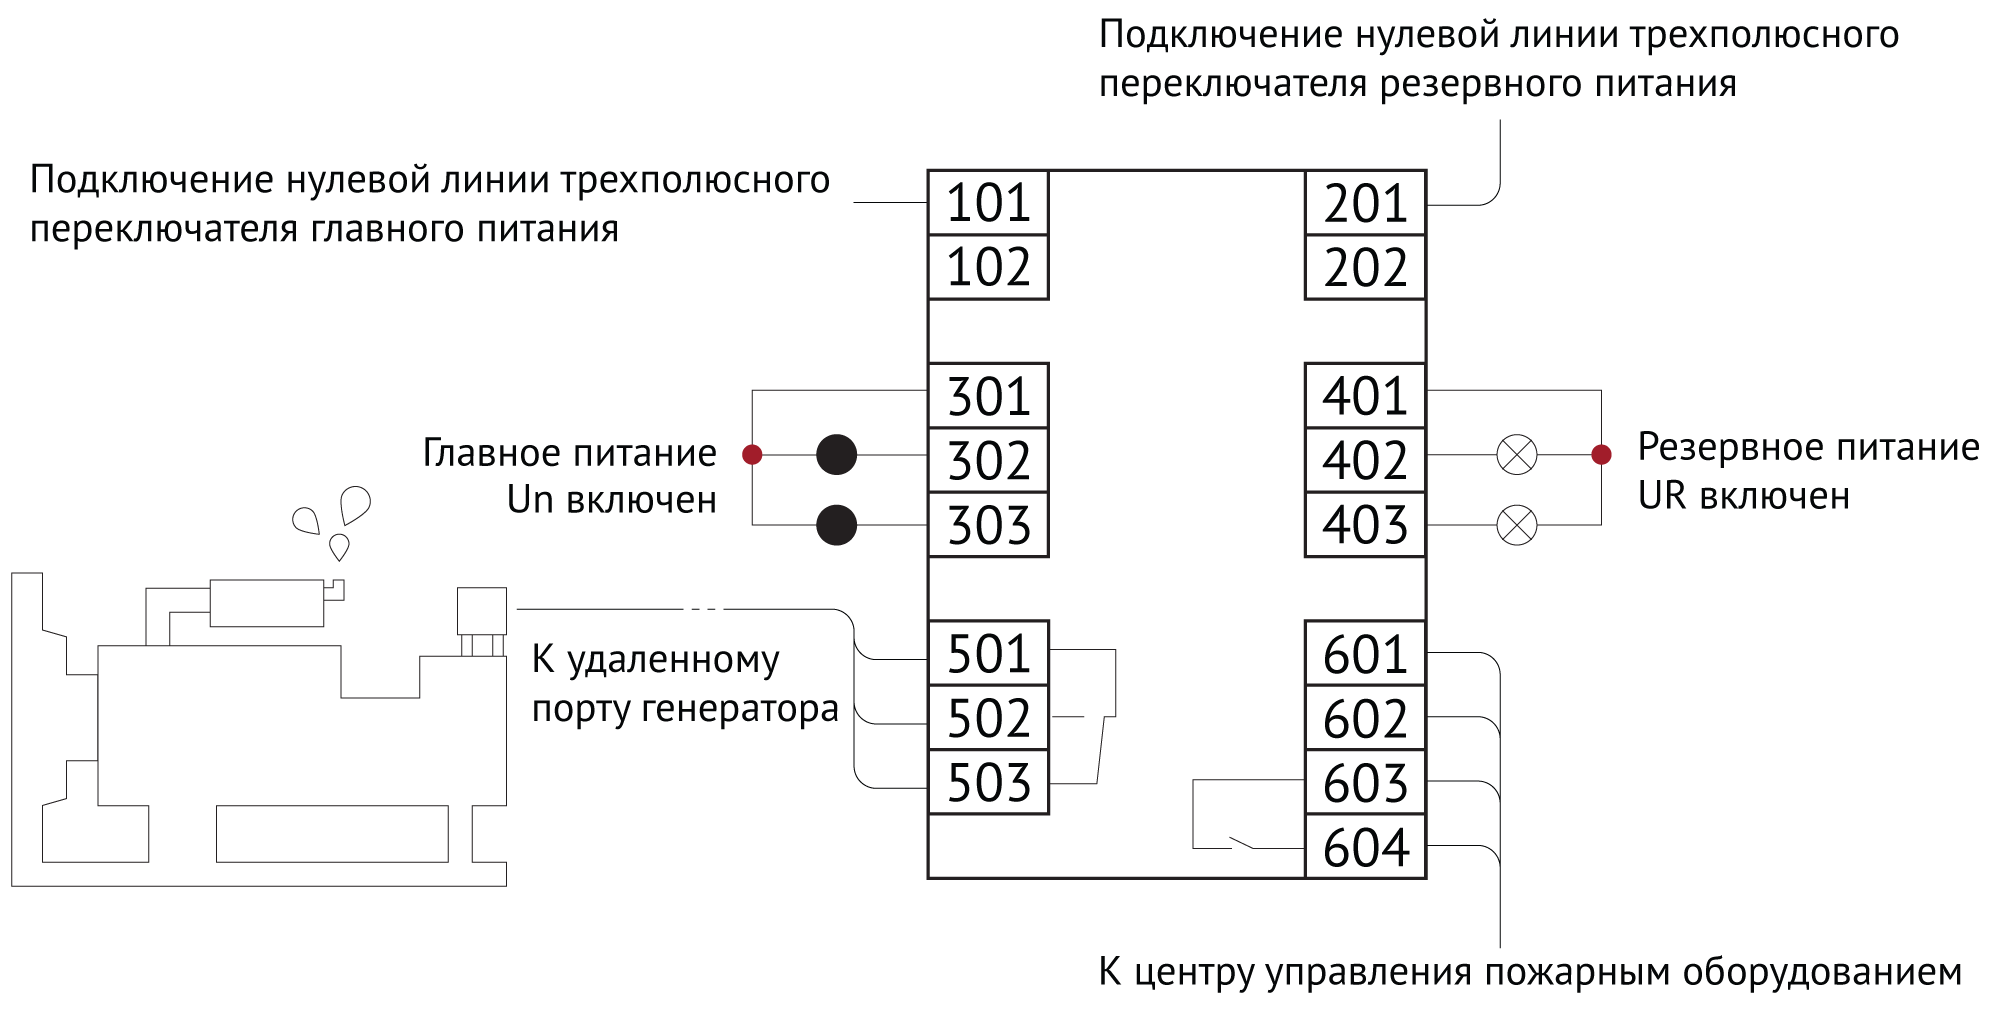 Подключение нулевой линии трехполюсного
переключателя резервного питания
Подключение нулевой линии трехполюсного
переключателя главного питания
101
102
201
202
Главное питание
Un включен
301
302
303
401
402
403
Резервное питание
UR включен
К удаленному
порту генератора
501
502
503
601
602
603
604
К центру управления пожарным оборудованием